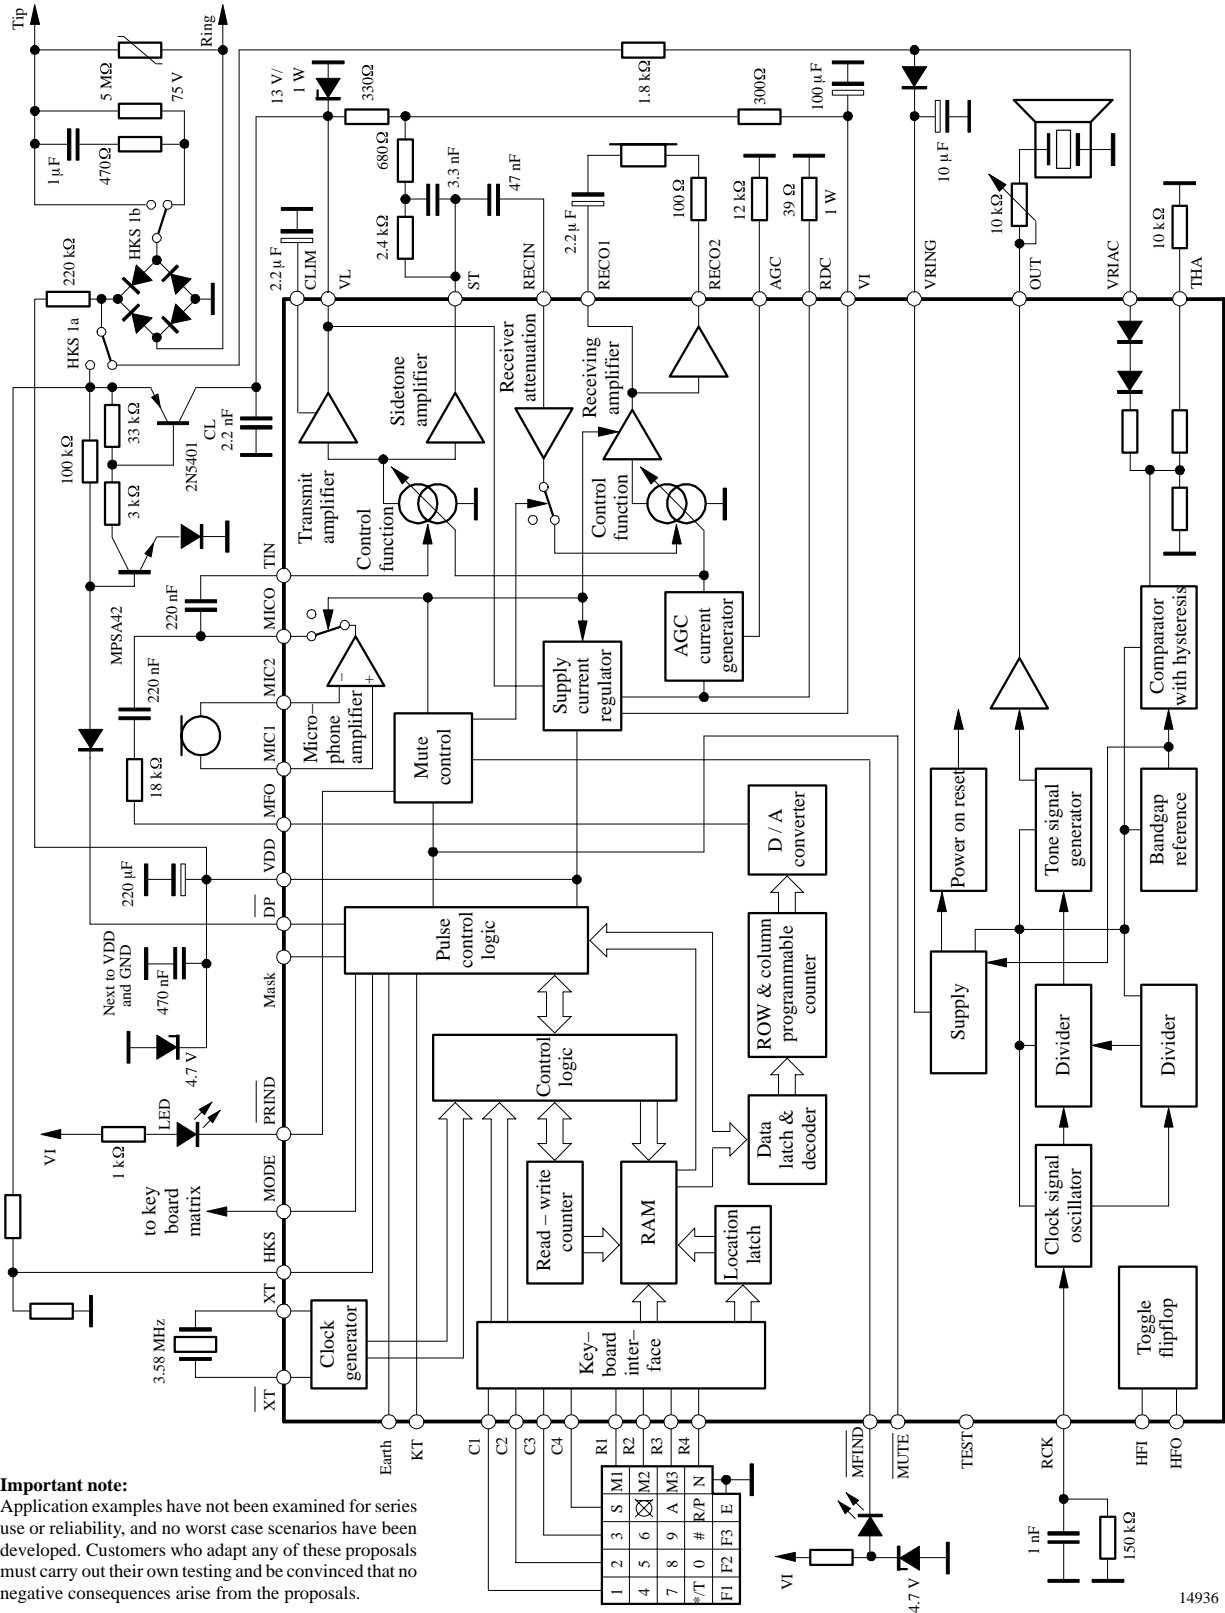 Tip
Ring
5 MΩ
75 V
1µF
470Ω
HKS 1b
220 kΩ
HKS 1a
13 V/
1 W
330Ω
1.8 kΩ
300Ω
100 µF
680Ω
3.3 nF
47 nF
2.4 kΩ
2.2µ F
100 Ω
12 kΩ
39 Ω
1 W
10 µF
10 kΩ
10 kΩ
2.2µ F
CLIM
VL
ST
RECIN
RECO1
RECO2
AGC
RDC
VI
VRING
OUT
VRIAC
THA
100 kΩ
33 kΩ
3 kΩ
2N5401
CL
2.2 nF
MPSA42
220 nF
220 nF
18 kΩ
220 µF
Next to VDD
and GND
470 nF
4.7 V
LED
1 kΩ
VI
to key
board
matrix
3.58 MHz
TIN
MICO
MIC2
MIC1
MFO
VDD
DP
Mask
PRIND
MODE
HKS
XT
XT
Transmit
amplifier
Sidetone
amplifier
Receiver
attenuation
Receiving
amplifier
Control
function
Control
function
Micro–
phone
amplifier
–
+
Mute
control
Supply
current
regulator
AGC
current
generator
Pulse
control
logic
D / A
converter
ROW & column
programmable
counter
Data
latch &
decoder
Control
logic
Read – write
counter
RAM
Location
latch
Key–
board
inter–
face
Clock
generator
Power on reset
Supply
Tone signal
generator
Bandgap
reference
Comparator
with hysteresis
Divider
Divider
Clock signal
oscillator
Toggle
flipflop
Earth
KT
C1
C2
C3
C4
R1
R2
R3
R4
MFIND
MUTE
TEST
RCK
HFI
HFO
1 2 3 S M1
4 5 6 M2
7 8 9 A M3
*/T 0 # R/P N
F1 F2 F3 E
VI
4.7 V
1 nF
150 kΩ
Important note:
Application examples have not been examined for series
use or reliability, and no worst case scenarios have been
developed. Customers who adapt any of these proposals
must carry out their own testing and be convinced that no
negative consequences arise from the proposals.
14936